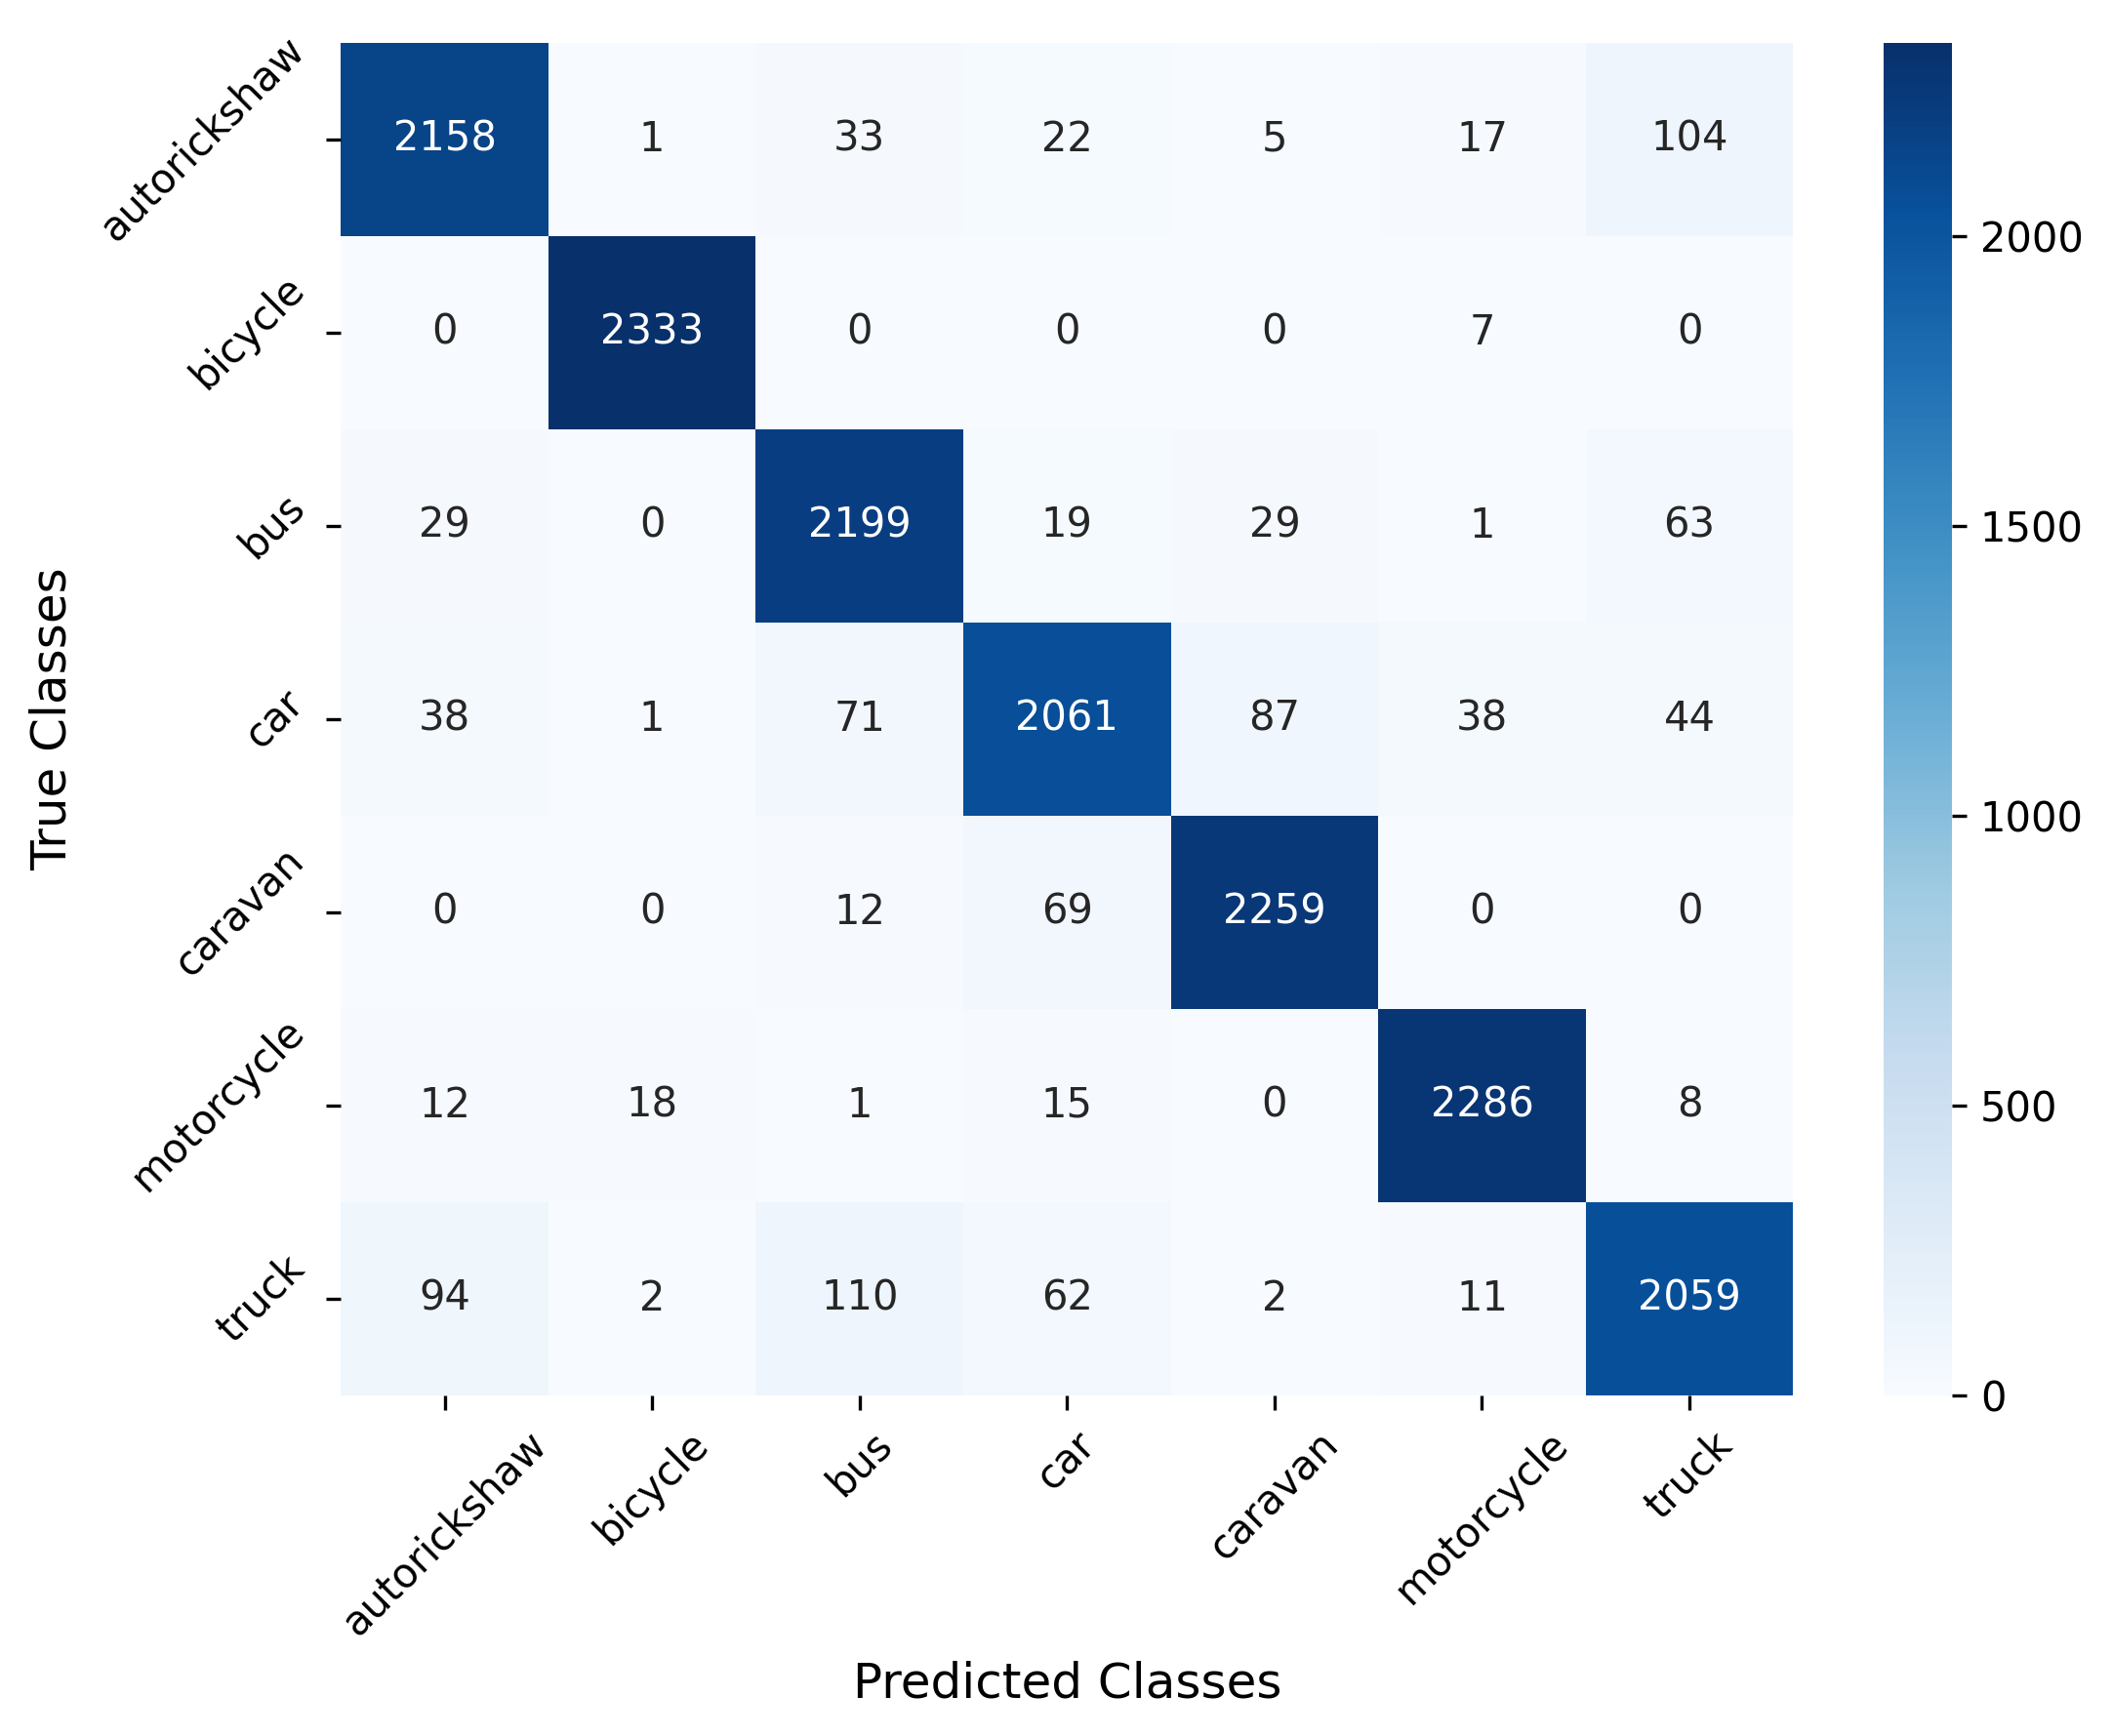 autorickshaw 2158 1 33 22 5 17 104
bicycle 0 2333 0 0 0 7 0
bus 29 0 2199 19 29 1 63
car 38 1 71 2061 87 38 44
caravan 0 0 12 69 2259 0 0
motorcycle 12 18 1 15 0 2286 8
truck 94 2 110 62 2 11 2059
autorickshaw bicycle bus car caravan motorcycle truck
Predicted Classes
True Classes
2000
1500
1000
500
0